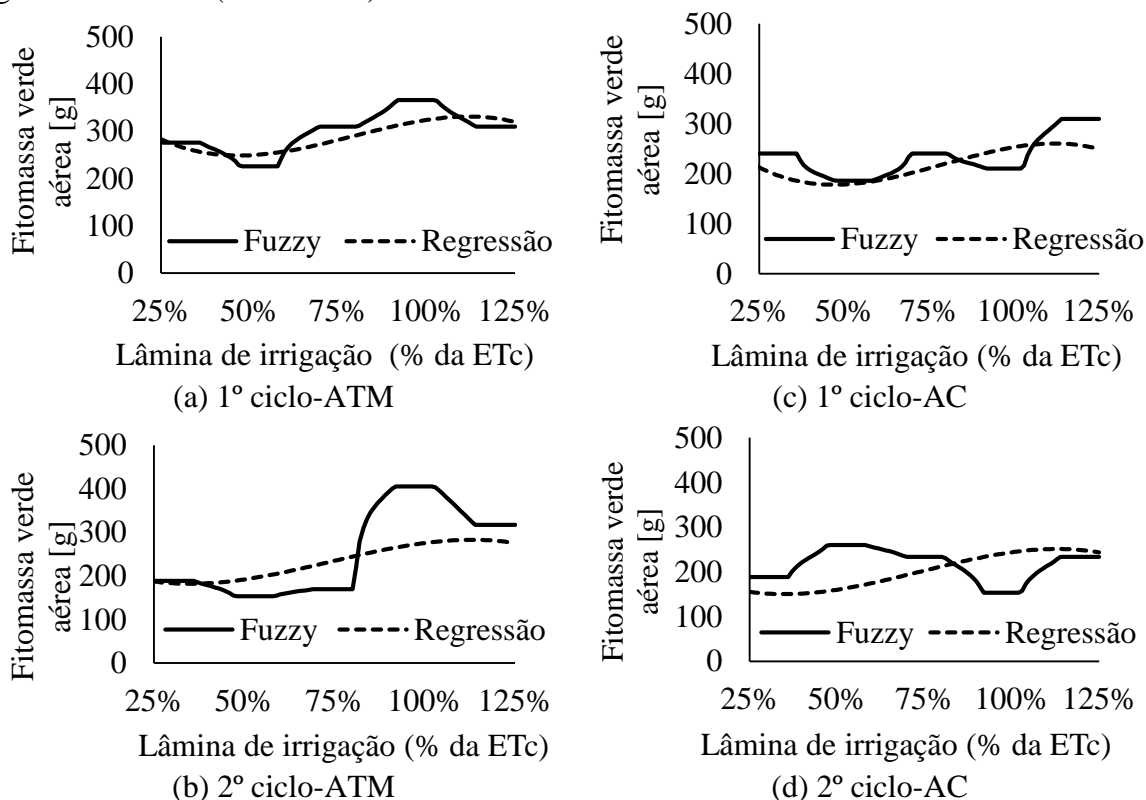 500
400
300
200
100
0
Fitomassa verde
aérea [g]
Fuzzy Regressão
25% 50% 75% 100% 125%
Lâmina de irrigação (% da ETc)
(a) 1º ciclo-ATM
500
400
300
200
100
0
Fitomassa verde
aérea [g]
Fuzzy Regressão
25% 50% 75% 100% 125%
Lâmina de irrigação (% da ETc)
(c) 1º ciclo-AC
500
400
300
200
100
0
Fitomassa verde
aérea [g]
Fuzzy Regressão
25% 50% 75% 100% 125%
Lâmina de irrigação (% da ETc)
(b) 2º ciclo-ATM
500
400
300
200
100
0
Fitomassa verde
aérea [g]
Fuzzy Regressão
25% 50% 75% 100% 125%
Lâmina de irrigação (% da ETc)
(d) 2º ciclo-AC